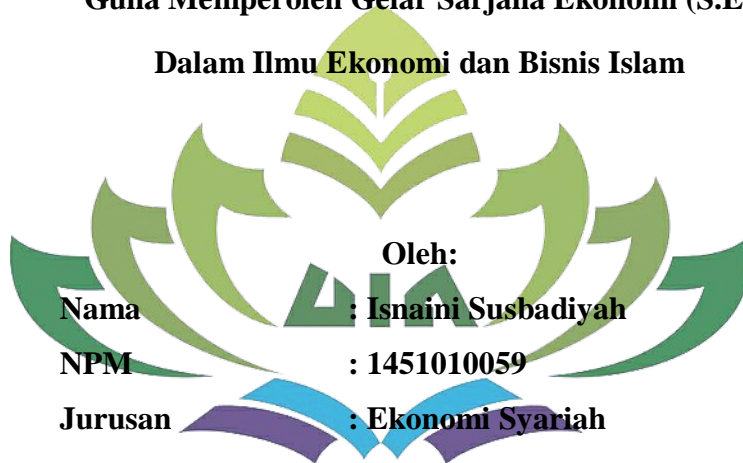 Guna Memperoleh Gelar Sarjana Ekonomi (S.E
Dalam Ilmu Ekonomi dan Bisnis Islam
Oleh:
UIN
Nama : Isnaini Susbadiyah
NPM : 1451010059
Jurusan : Ekonomi Syariah